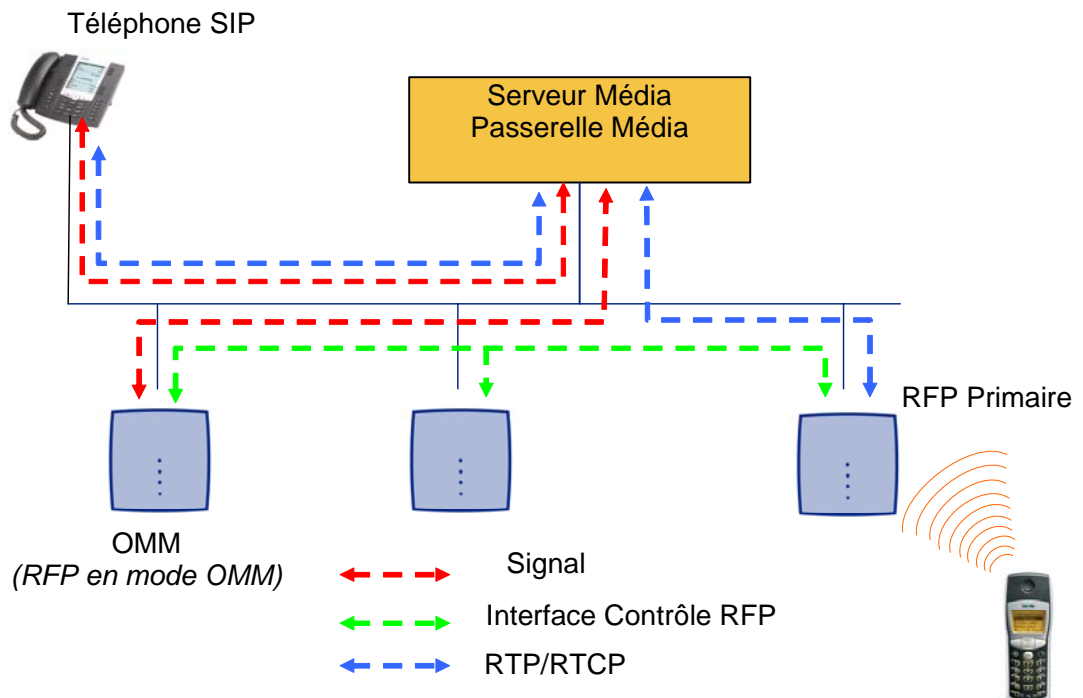 Téléphone SIP
Serveur Média
Passerelle Média
RFP Primaire
OMM
(RFP en mode OMM)
Signal
Interface Contrôle RFP
RTP/RTCP